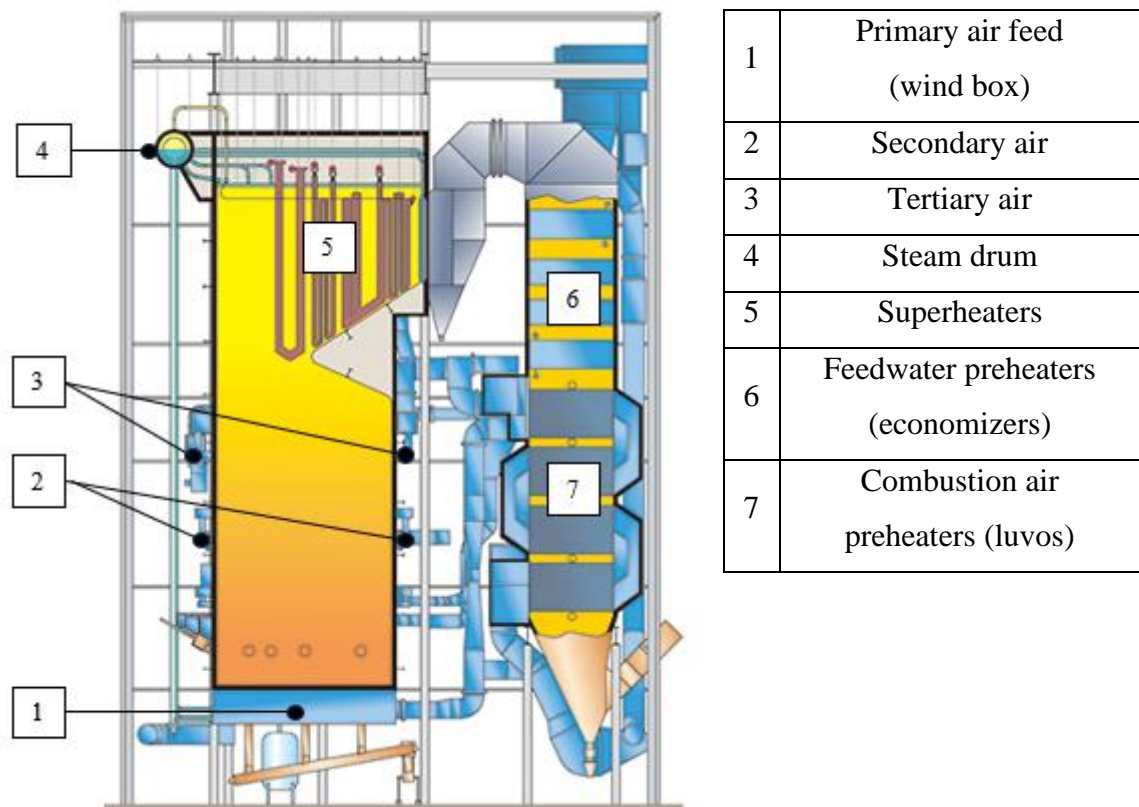 4
5
6
3
7
2
1
1 Primary air feed
(wind box)
2 Secondary air
3 Tertiary air
4 Steam drum
5 Superheaters
6 Feedwater preheaters
(economizers)
7 Combustion air
preheaters (luvos)